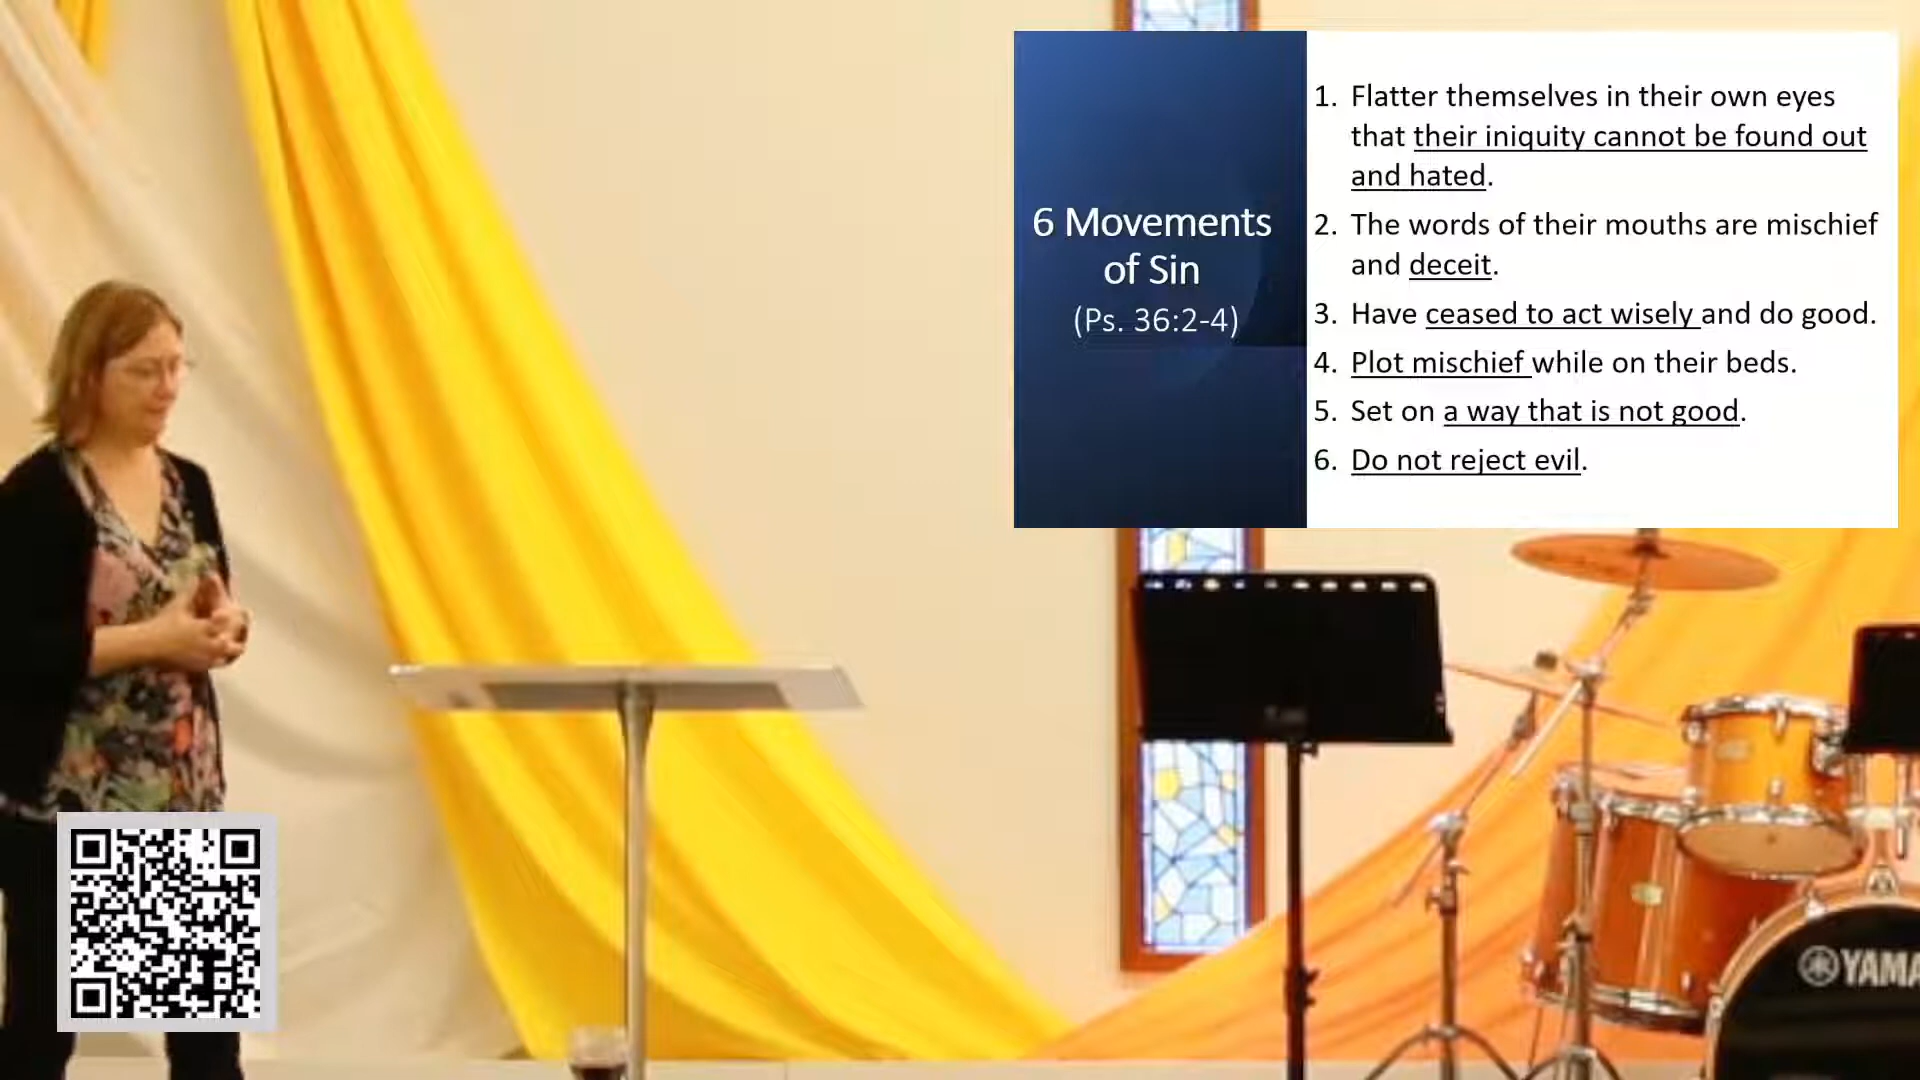 6 Movements
of Sin
(Ps. 36:2-4)
1. Flatter themselves in their own eyes
that their iniquity cannot be found out
and hated.
2. The words of their mouths are mischief
and deceit.
3. Have ceased to act wisely and do good.
4. Plot mischief while on their beds.
5. Set on a way that is not good.
6. Do not reject evil.
YAMA